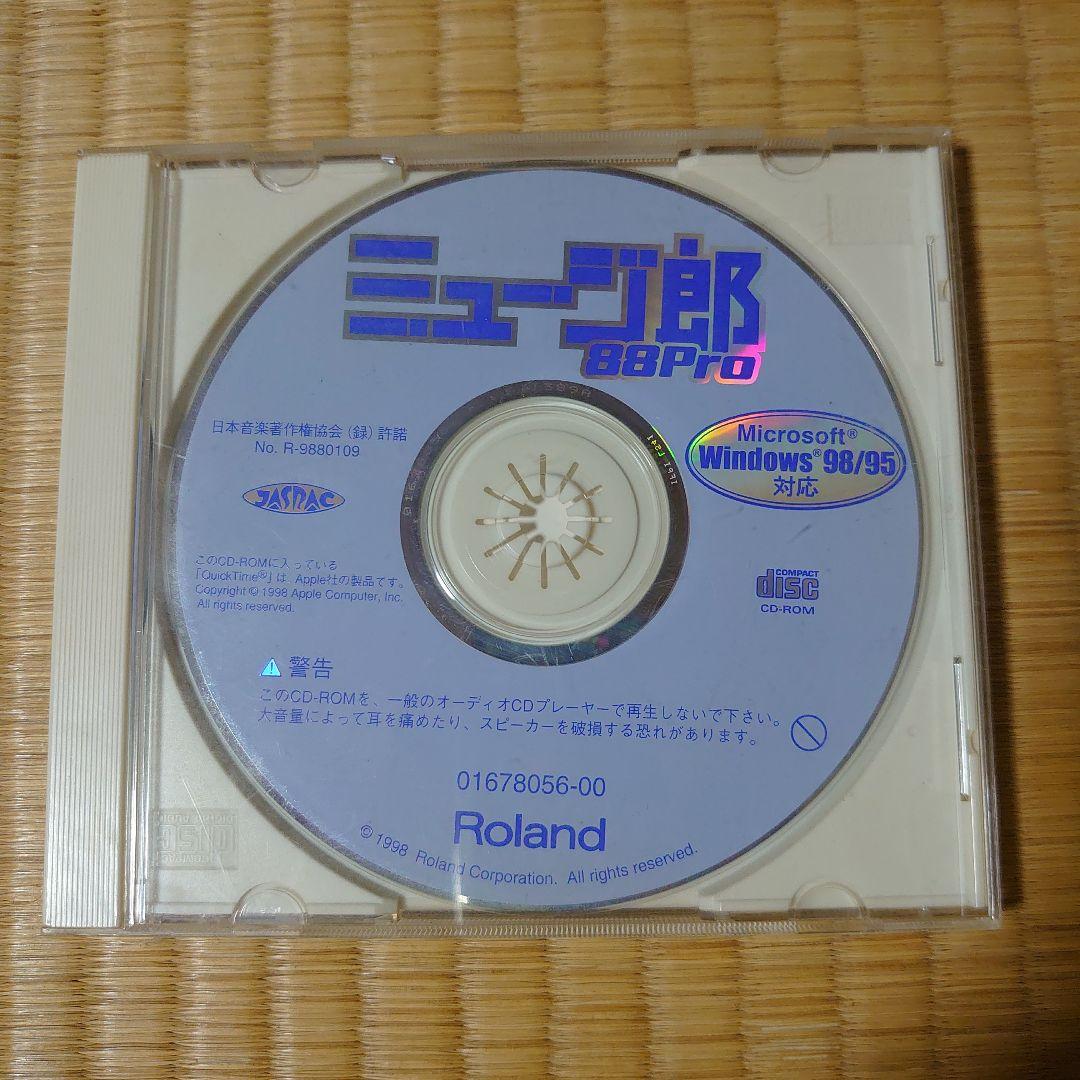 ミュージ郎
88Pro
日本音楽著作権協会（録）許諾
No. R-9880109
JASRAC
Microsoft®
Windows® 98/95
対応
このCD-ROMに入っている
「QuickTime®」は、Apple社の製品です。
Copyright © 1998 Apple Computer, Inc.
All rights reserved.
COMPACT
disc
CD-ROM
警告
このCD-ROMを、一般のオーディオCDプレーヤーで再生しないで下さい。
大音量によって耳を痛めたり、スピーカーを破損する恐れがあります。
01678056-00
Roland
© 1998 Roland Corporation. All rights reserved.